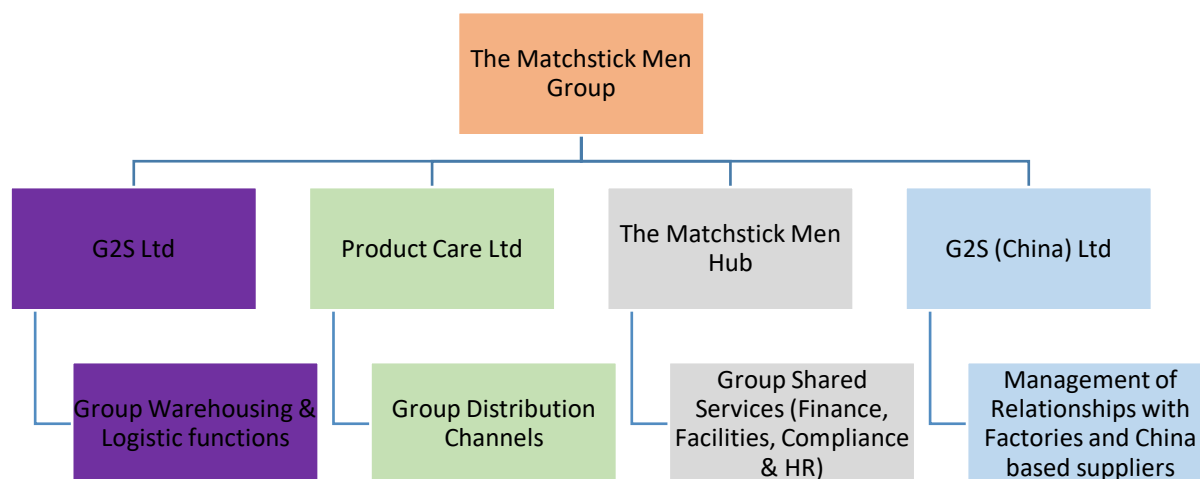 The Matchstick Men
Group
G2S Ltd
Product Care Ltd
The Matchstick Men
Hub
G2S (China) Ltd
Group Warehousing &
Logistic functions
Group Distribution
Channels
Group Shared
Services (Finance,
Facilities, Compliance
& HR)
Management of
Relationships with
Factories and China
based suppliers